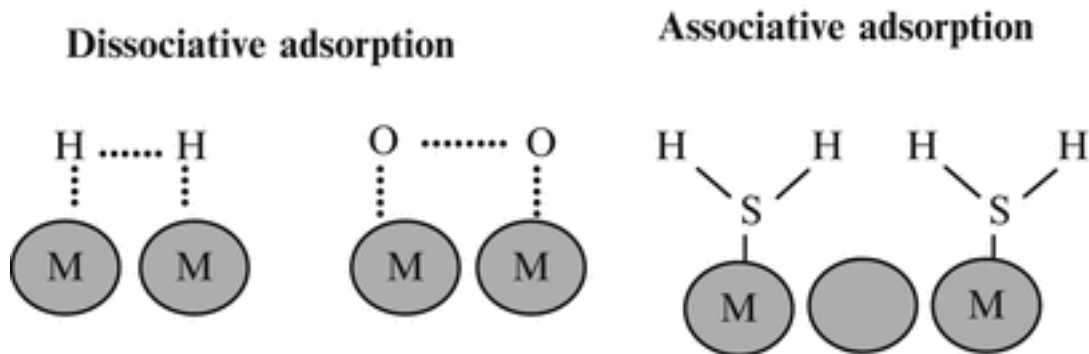 Dissociative adsorption
Associative adsorption
H H
O O
H H H H
S S
M M
M M
M M